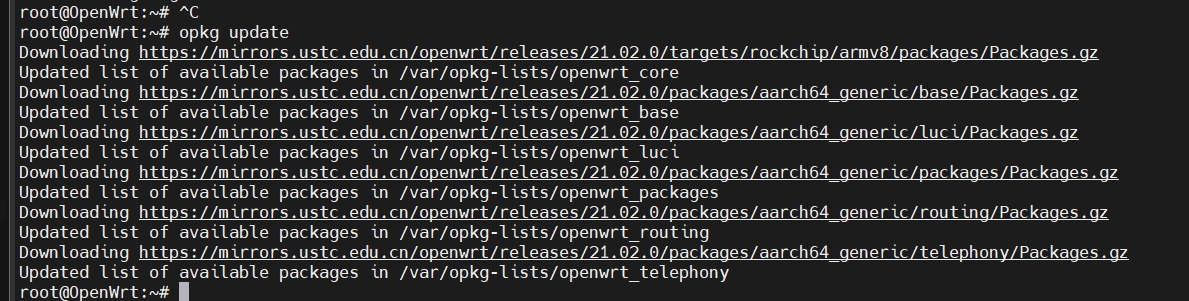 root@OpenWrt:~# ^C
root@OpenWrt:~# opkg update
Downloading https://mirrors.ustc.edu.cn/openwrt/releases/21.02.0/targets/rockchip/armv8/packages/Packages.gz
Updated list of available packages in /var/opkg-lists/openwrt_core
Downloading https://mirrors.ustc.edu.cn/openwrt/releases/21.02.0/packages/aarch64_generic/base/Packages.gz
Updated list of available packages in /var/opkg-lists/openwrt_base
Downloading https://mirrors.ustc.edu.cn/openwrt/releases/21.02.0/packages/aarch64_generic/luci/Packages.gz
Updated list of available packages in /var/opkg-lists/openwrt_luci
Downloading https://mirrors.ustc.edu.cn/openwrt/releases/21.02.0/packages/aarch64_generic/packages/Packages.gz
Updated list of available packages in /var/opkg-lists/openwrt_packages
Downloading https://mirrors.ustc.edu.cn/openwrt/releases/21.02.0/packages/aarch64_generic/routing/Packages.gz
Updated list of available packages in /var/opkg-lists/openwrt_routing
Downloading https://mirrors.ustc.edu.cn/openwrt/releases/21.02.0/packages/aarch64_generic/telephony/Packages.gz
Updated list of available packages in /var/opkg-lists/openwrt_telephony
root@OpenWrt:~#